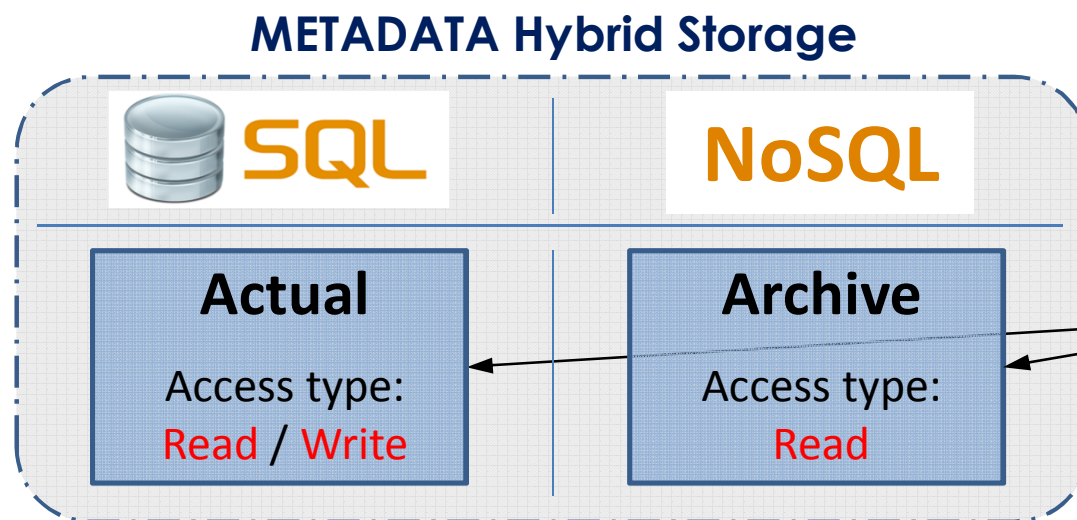 METADATA Hybrid Storage
SQL
NoSQL
Actual
Access type:
Read / Write
Archive
Access type:
Read